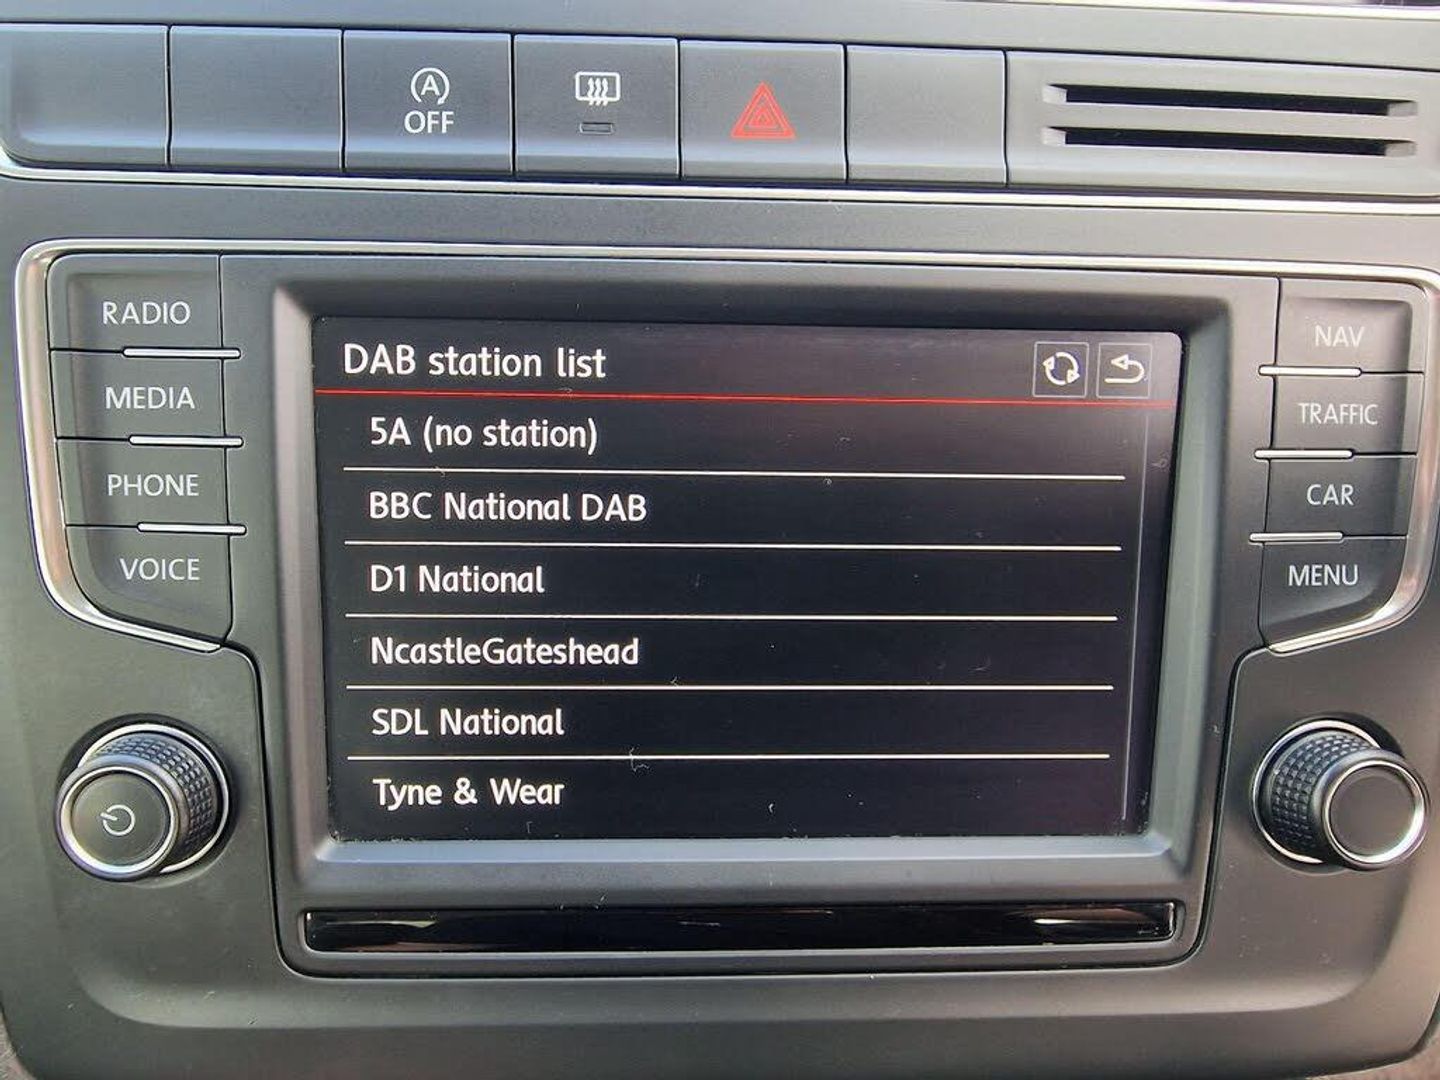 A
OFF
RADIO
MEDIA
PHONE
VOICE
DAB station list
5A (no station)
BBC National DAB
D1 National
NcastleGateshead
SDL National
Tyne & Wear
NAV
TRAFFIC
CAR
MENU